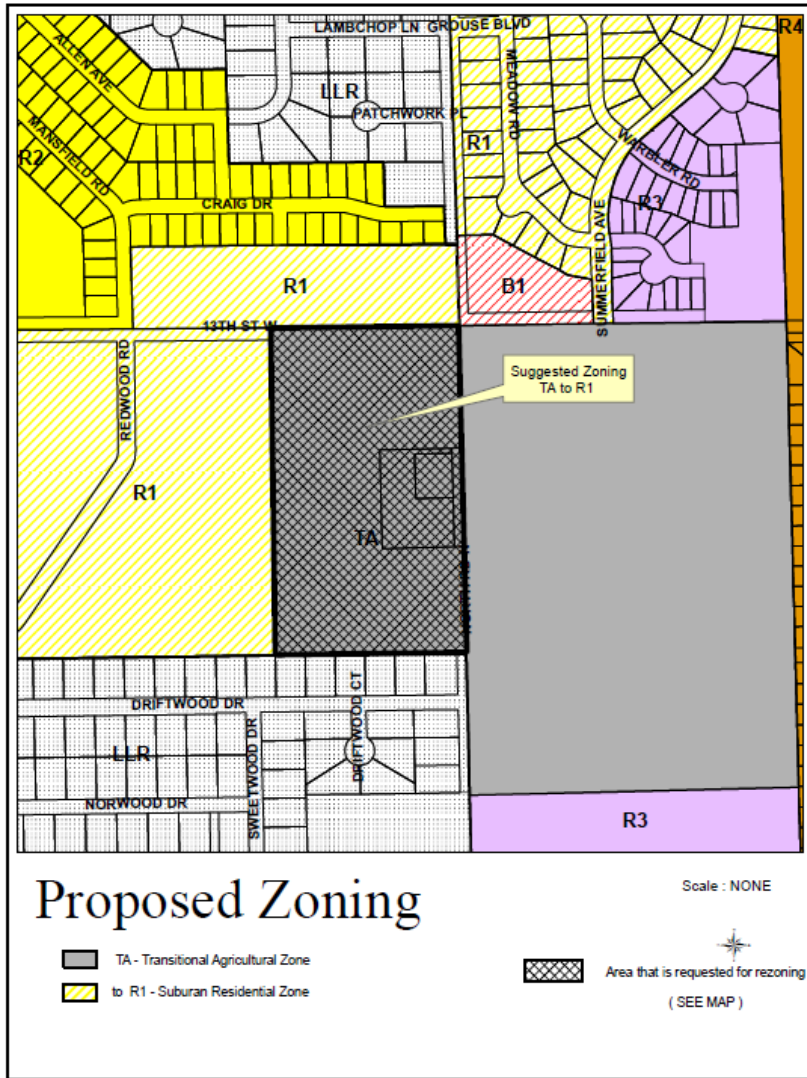 LAMBCHOP LN GROUSE BLVD
R4
ALLEN AVE
MEADOW RD
LLR
PATCHWORK PL
MANSFIELD RD
R1
WARBLER RD
R2
R3
CRAIG DR
R1
B1
SUMMERFIELD AVE
13TH ST W
REDWOOD RD
Suggested Zoning
TA to R1
R1
TA
DRIFTWOOD DR
DRIFTWOOD CT
LLR
SWEETWOOD DR
NORWOOD DR
R3
Proposed Zoning
Scale : NONE
TA - Transitional Agricultural Zone
to R1 - Suburan Residential Zone
Area that is requested for rezoning
( SEE MAP )